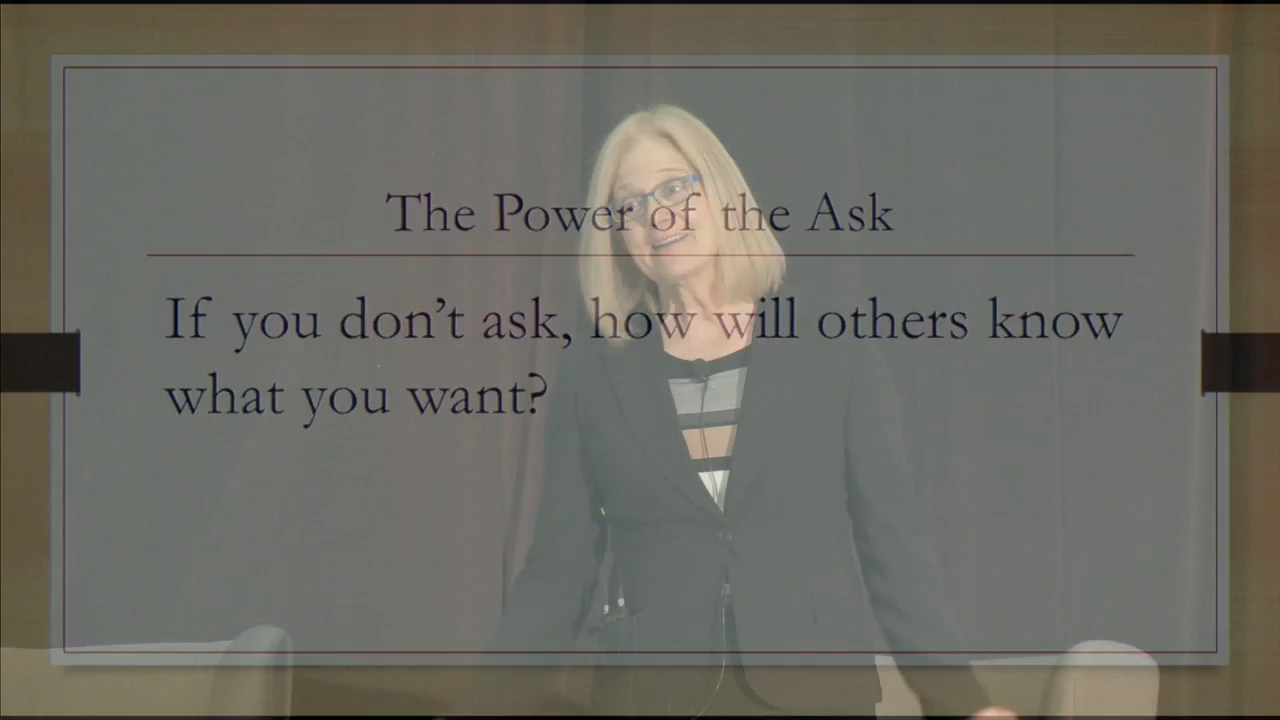 The Power of the Ask
If you don’t ask, how will others know
what you want?